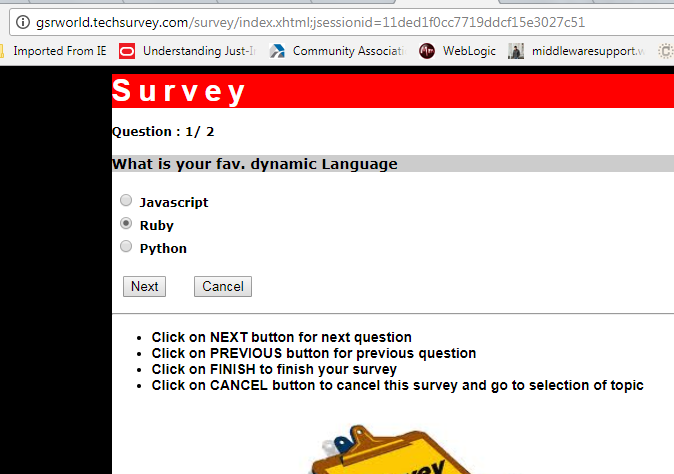 gsrworld.techsurvey.com/survey/index.xhtml;jsessionid=11ded1f0cc7719ddcf15e3027c51
Imported From IE Understanding Just-I Community Associati WebLogic middlewaresupport.w
Survey
Question : 1/ 2
What is your fav. dynamic Language
Javascript
Ruby
Python
Next Cancel
Click on NEXT button for next question
Click on PREVIOUS button for previous question
Click on FINISH to finish your survey
Click on CANCEL button to cancel this survey and go to selection of topic